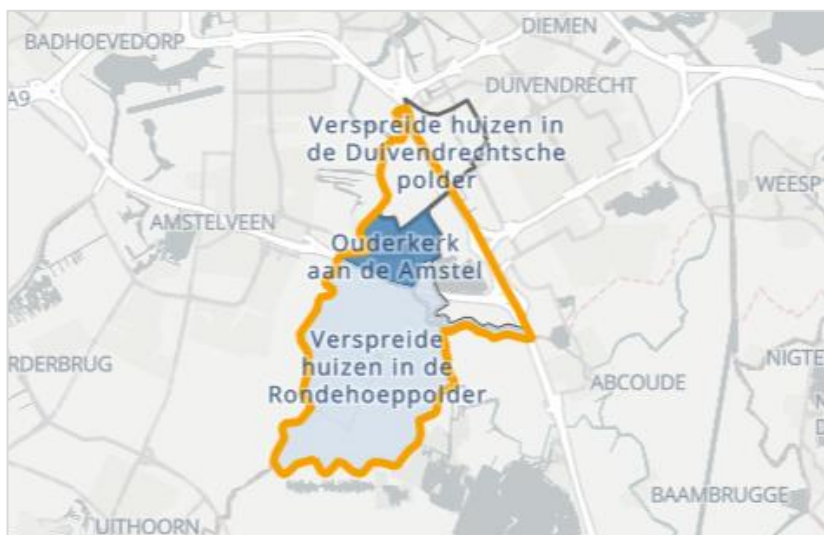 DIEMEN
BADHOEVEDORP
A9
DUIVENDRECHT
Verspreide huizen in
de Duivendrechtsche
polder
WEESP
AMSTELVEEN
Ouderkerk
aan de Amstel
Verspreide
huizen in de
Rondehoeppolder
RDERBRUG
NIGTE
ABCOUDE
BAAMBRUGGE
UITHOORN